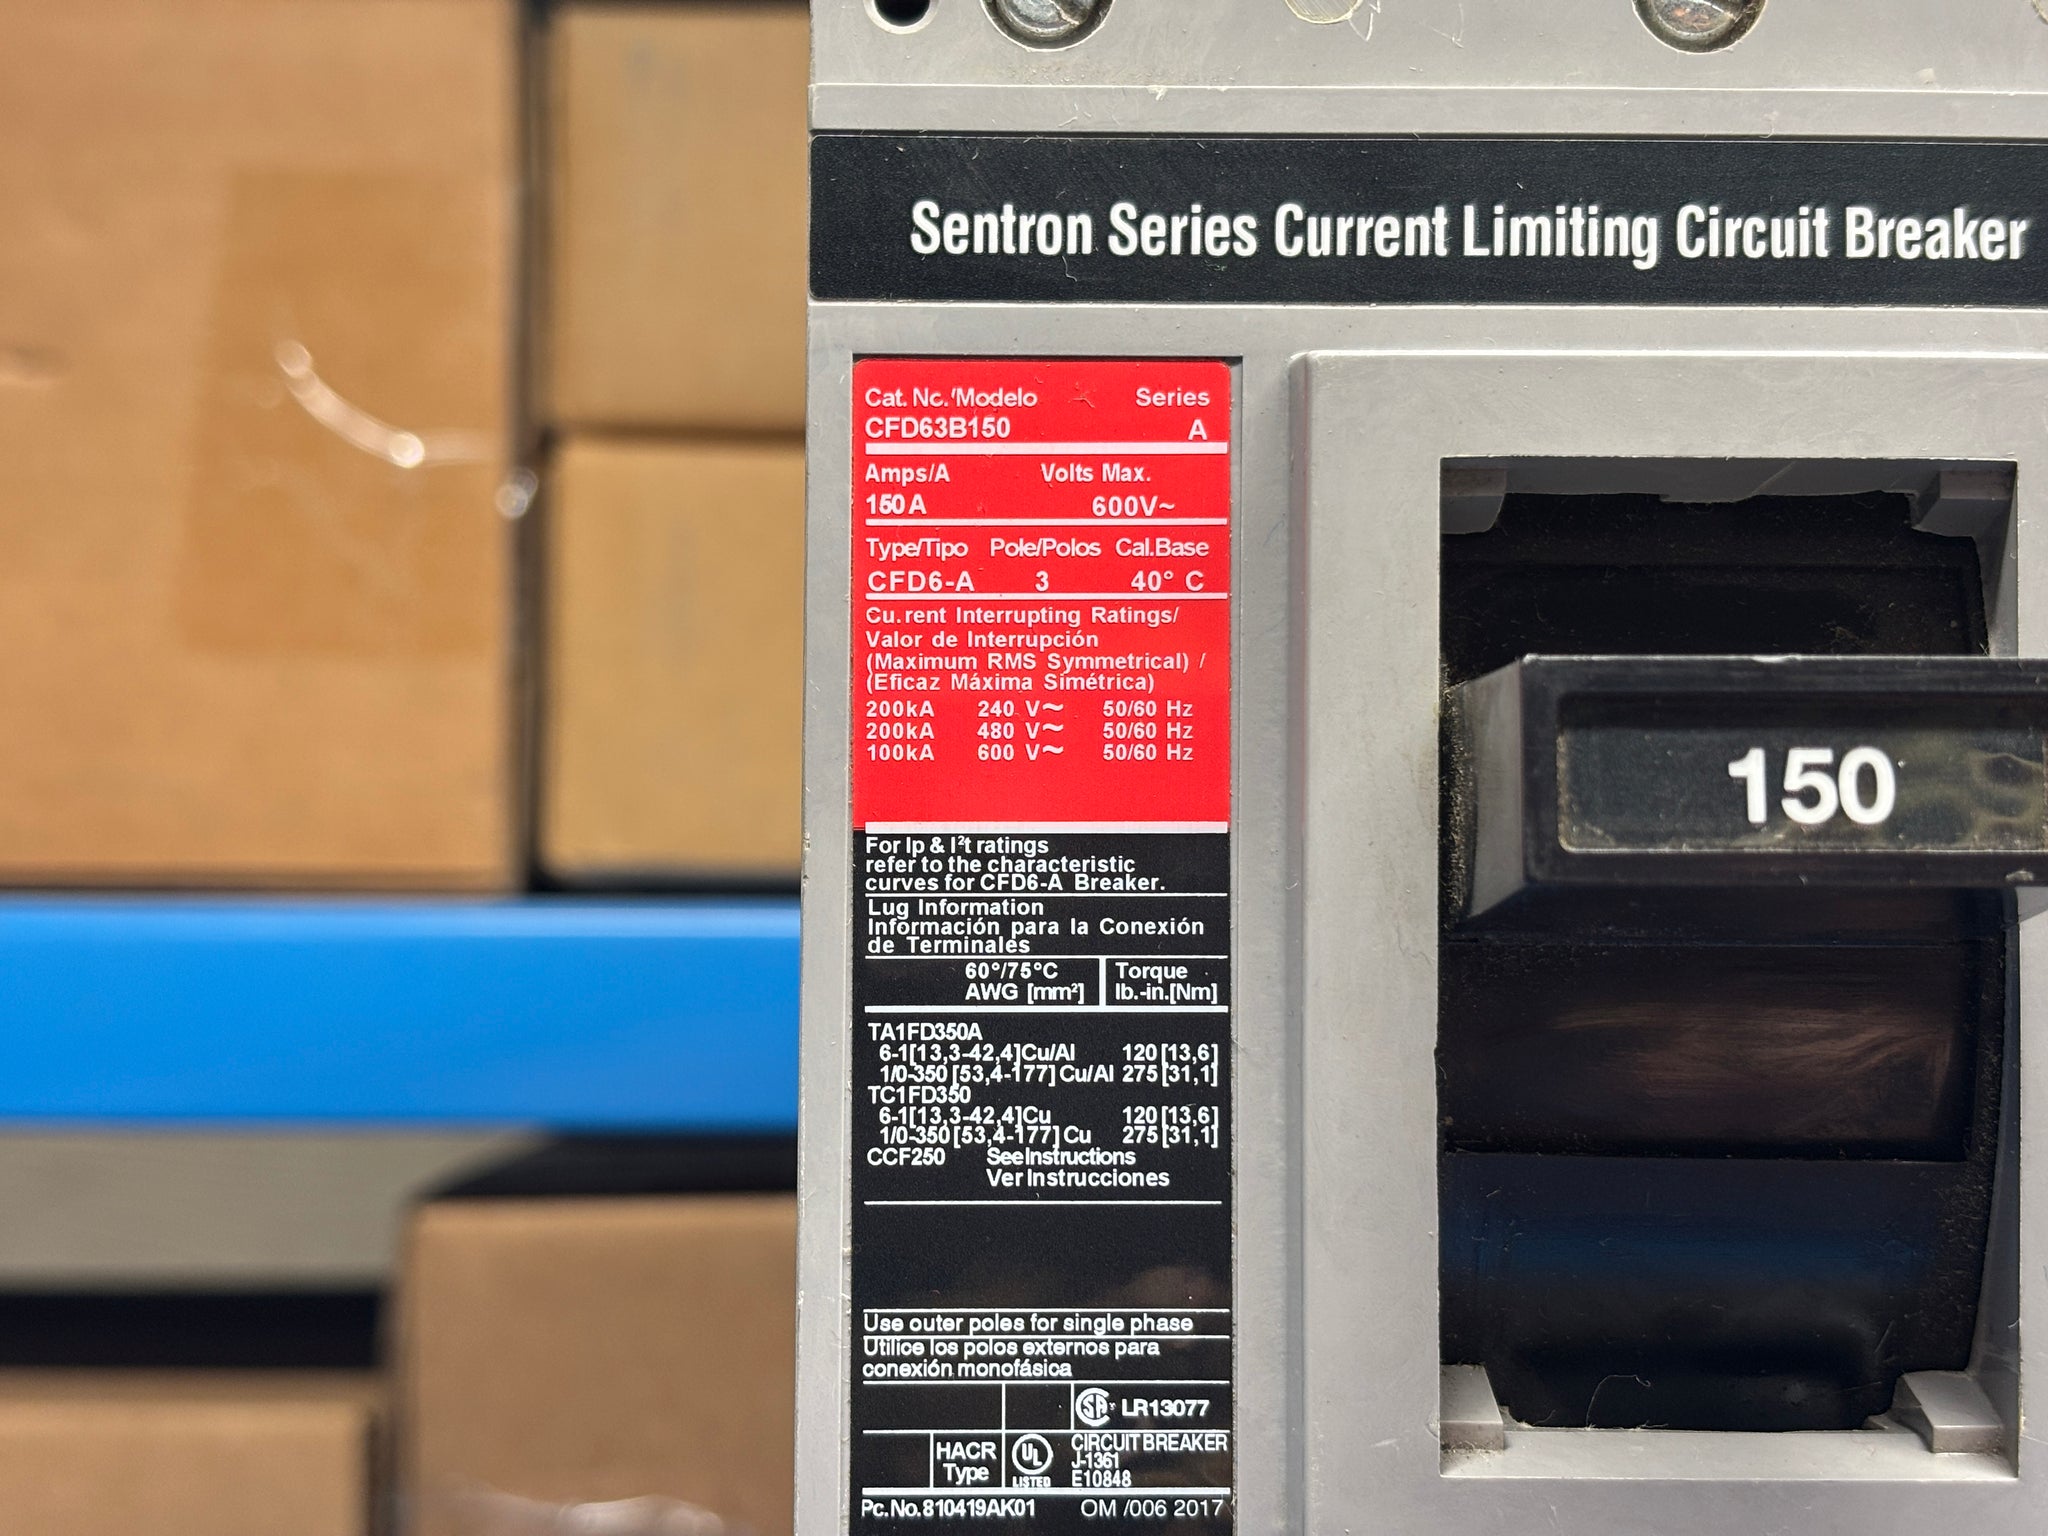 Sentron Series Current Limiting Circuit Breaker
Cat. No./Modelo Series
CFD63B150 A
Amps/A Volts Max.
150 A 600V~
Type/Tipo Pole/Polos Cal.Base
CFD6-A 3 40° C
Current Interrupting Ratings/
Valor de Interrupción
(Maximum RMS Symmetrical) /
(Eficaz Máxima Simétrica)
200kA 240 V~ 50/60 Hz
200kA 480 V~ 50/60 Hz
100kA 600 V~ 50/60 Hz
For Ip & I²t ratings
refer to the characteristic
curves for CFD6-A Breaker.
Lug Information
Información para la Conexión
de Terminales
60°/75°C Torque
AWG [mm²] lb.-in.[Nm]
TA1FD350A
6-1[13,3-42,4]Cu/Al 120 [13,6]
1/0-350 [53,4-177] Cu/Al 275 [31,1]
TC1FD350
6-1[13,3-42,4]Cu 120 [13,6]
1/0-350 [53,4-177] Cu 275 [31,1]
CCF250 See Instructions
Ver Instrucciones
Use outer poles for single phase
Utilice los polos externos para
conexión monofásica
SA LR13077
HACR
Type
UL
LISTED
CIRCUIT BREAKER
J-1361
E10848
Pc.No.810419AK01 OM /006 2017
150